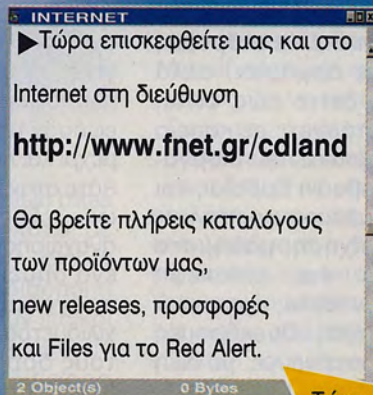 INTERNET
▶Τώρα επισκεφθείτε μας και στο
Internet στη διεύθυνση
http://www.fnet.gr/cdland
Θα βρείτε πλήρεις καταλόγους
των προϊόντων μας,
new releases, προσφορές
και Files για το Red Alert.
2 Object(s) 0 Bytes